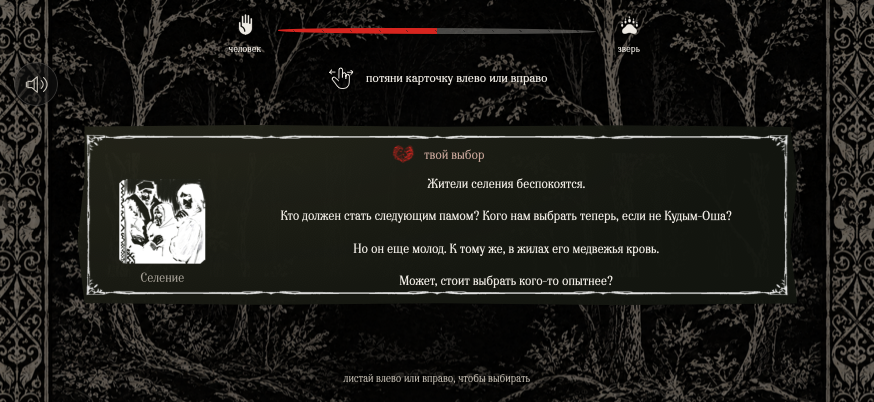 человек
зверь
потяни карточку влево или вправо
твой выбор
Жители селения беспокоятся.
Кто должен стать следующим памом? Кого нам выбрать теперь, если не Кудым-Оша?
Но он еще молод. К тому же, в жилах его медвежья кровь.
Селение
Может, стоит выбрать кого-то опытнее?
листай влево или вправо, чтобы выбирать